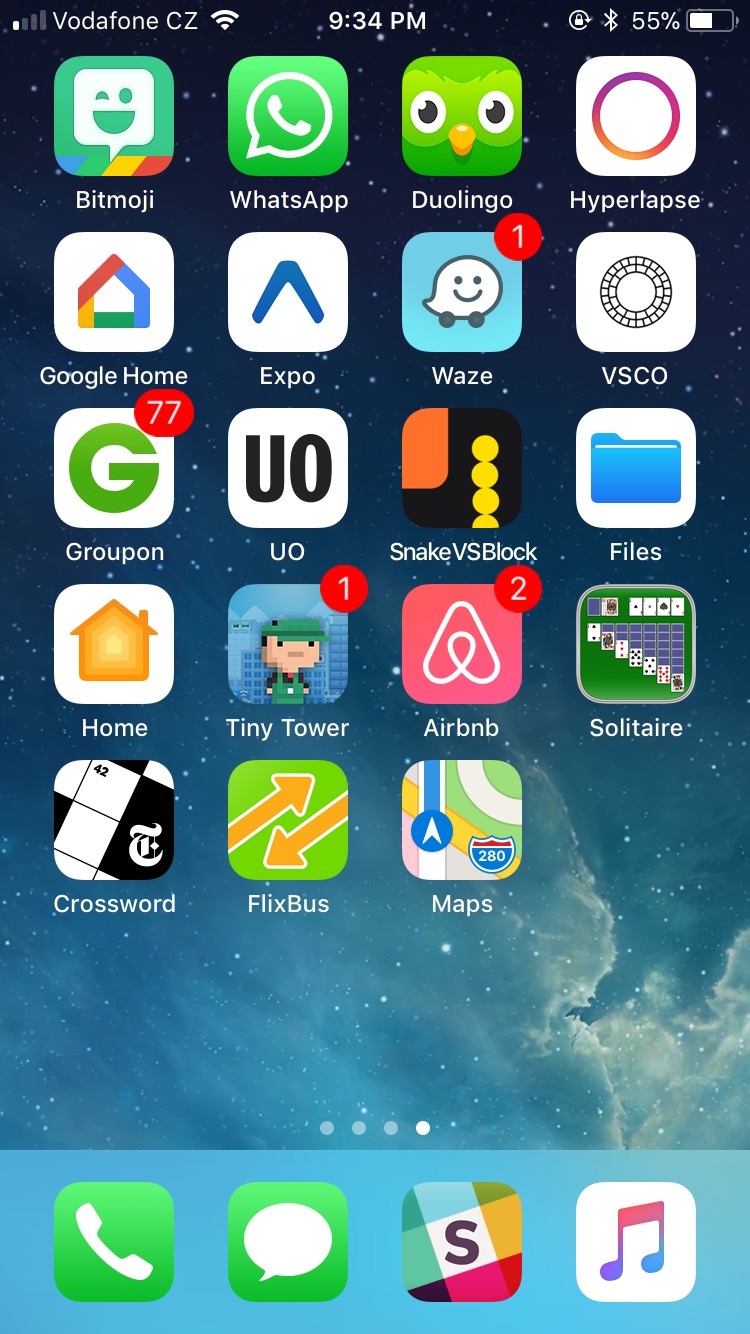 Vodafone CZ 9:34 PM 55%
Bitmoji WhatsApp Duolingo Hyperlapse
1
Google Home Expo Waze VSCO
77
UO
Groupon UO SnakeVSBlock Files
1 2
Home Tiny Tower Airbnb Solitaire
42
T
280
Crossword FlixBus Maps
S